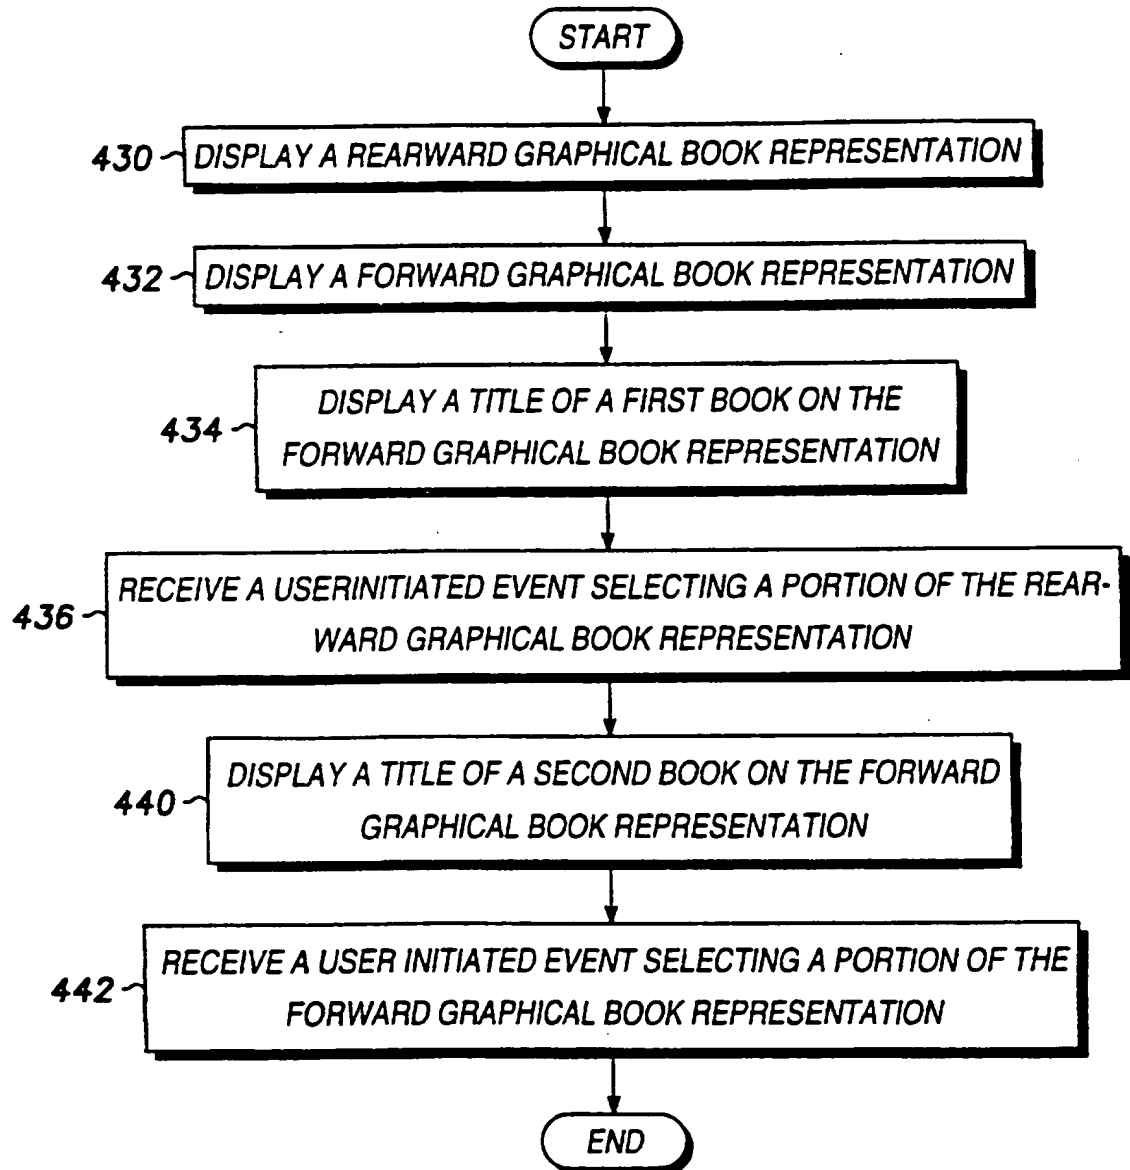 START
430 DISPLAY A REARWARD GRAPHICAL BOOK REPRESENTATION
432 DISPLAY A FORWARD GRAPHICAL BOOK REPRESENTATION
DISPLAY A TITLE OF A FIRST BOOK ON THE
434
FORWARD GRAPHICAL BOOK REPRESENTATION
RECEIVE A USERINITIATED EVENT SELECTING A PORTION OF THE REAR-
436
WARD GRAPHICAL BOOK REPRESENTATION
DISPLAY A TITLE OF A SECOND BOOK ON THE FORWARD
440
GRAPHICAL BOOK REPRESENTATION
RECEIVE A USER INITIATED EVENT SELECTING A PORTION OF THE
442
FORWARD GRAPHICAL BOOK REPRESENTATION
END